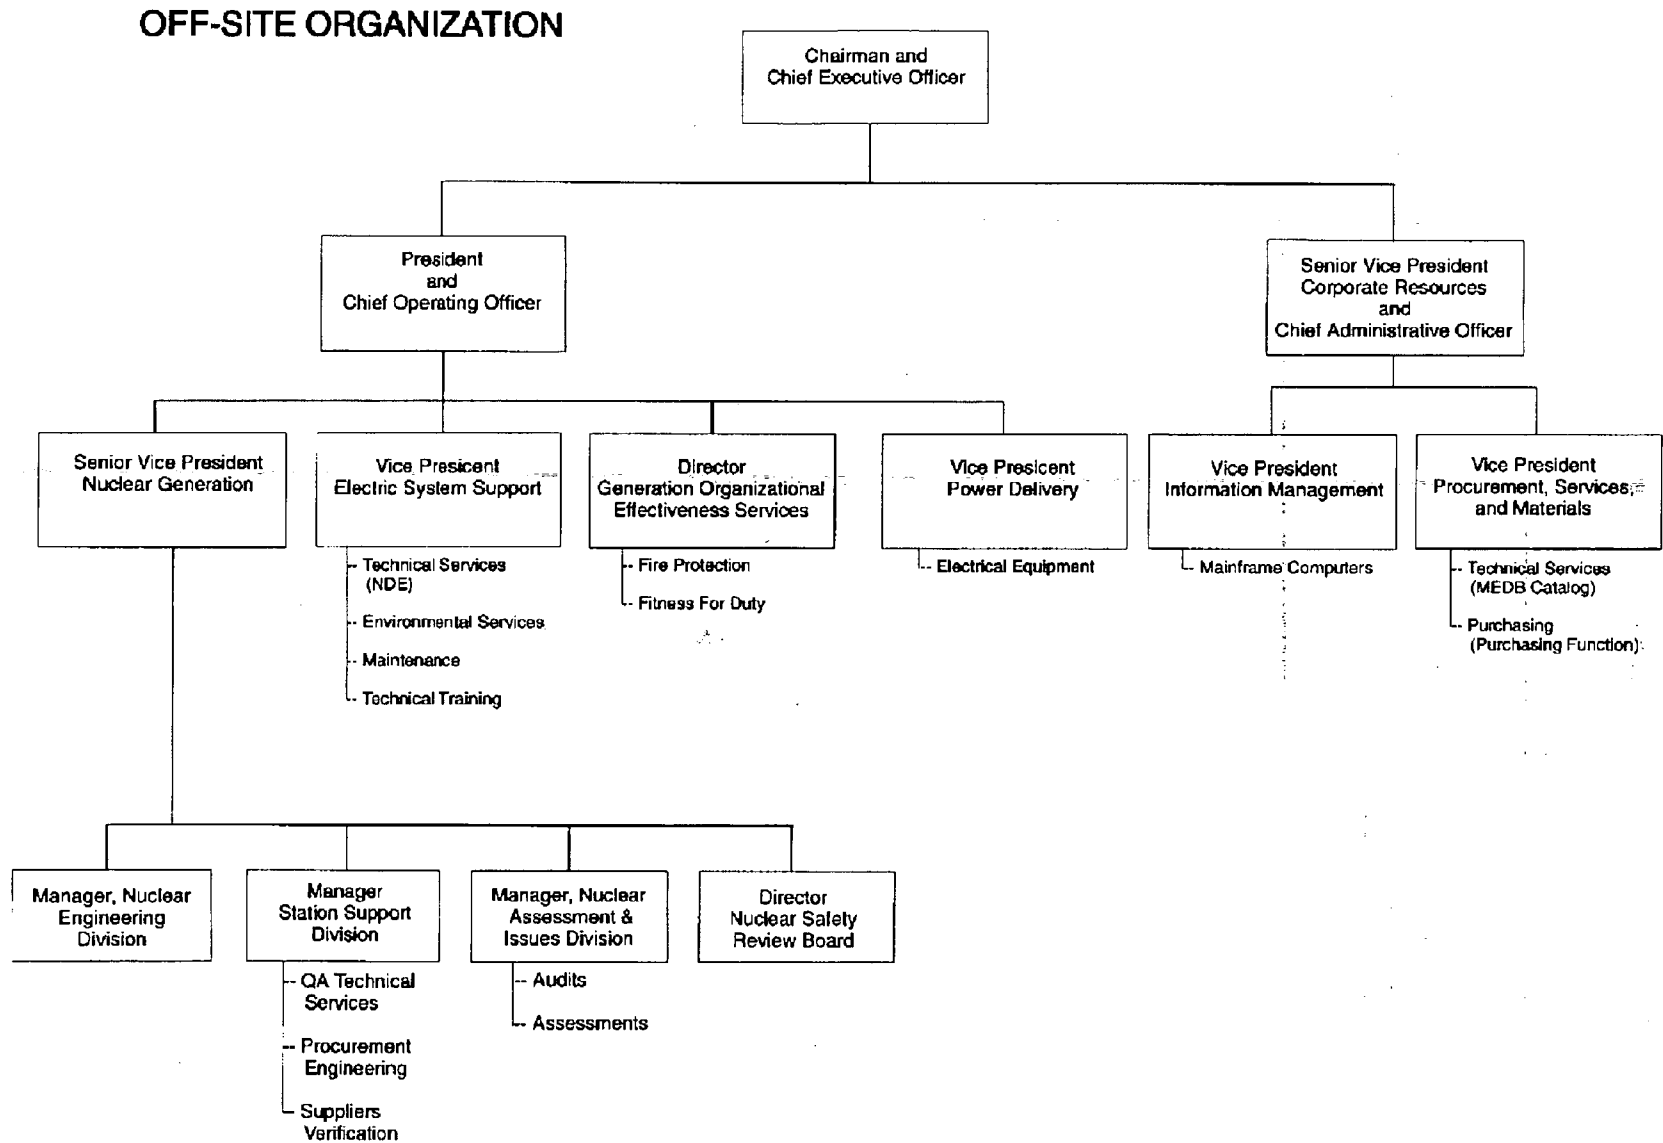 OFF-SITE ORGANIZATION
Chairman and
Chief Executive Officer
President
and
Chief Operating Officer
Senior Vice President
Corporate Resources
and
Chief Administrative Officer
Senior Vice President
Nuclear Generation
Vice Presicent
Electric System Support
Director
Generation Organizational
Effectiveness Services
Vice Presicent
Power Delivery
Vice President
Information Management
Vice President
Procurement, Services,
and Materials
-- Technical Services
(NDE)
-- Environmental Services
-- Maintenance
-- Technical Training
-- Fire Protection
-- Fitness For Duty
-- Electrical Equipment
-- Mainframe Computers
-- Technical Services
(MEDB Catalog)
-- Purchasing
(Purchasing Function)
Manager, Nuclear
Engineering
Division
Manager
Station Support
Division
Manager, Nuclear
Assessment &
Issues Division
Director
Nuclear Safety
Review Board
-- QA Technical
Services
-- Procurement
Engineering
-- Suppliers
Verification
-- Audits
-- Assessments